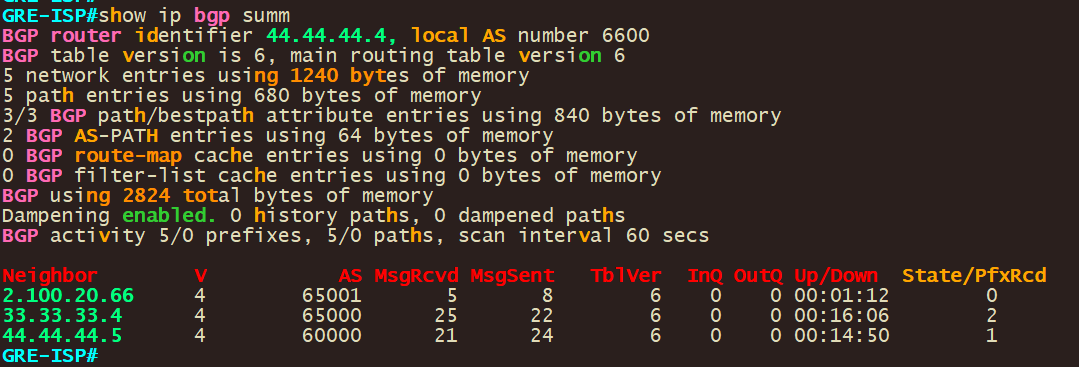 GRE-ISP#show ip bgp summ
BGP router identifier 44.44.44.4, local AS number 6600
BGP table version is 6, main routing table version 6
5 network entries using 1240 bytes of memory
5 path entries using 680 bytes of memory
3/3 BGP path/bestpath attribute entries using 840 bytes of memory
2 BGP AS-PATH entries using 64 bytes of memory
0 BGP route-map cache entries using 0 bytes of memory
0 BGP filter-list cache entries using 0 bytes of memory
BGP using 2824 total bytes of memory
Dampening enabled. 0 history paths, 0 dampened paths
BGP activity 5/0 prefixes, 5/0 paths, scan interval 60 secs
Neighbor V AS MsgRcvd MsgSent TblVer InQ OutQ Up/Down State/PfxRcd
2.100.20.66 4 65001 5 8 6 0 0 00:01:12 0
33.33.33.4 4 65000 25 22 6 0 0 00:16:06 2
44.44.44.5 4 60000 21 24 6 0 0 00:14:50 1
GRE-ISP#